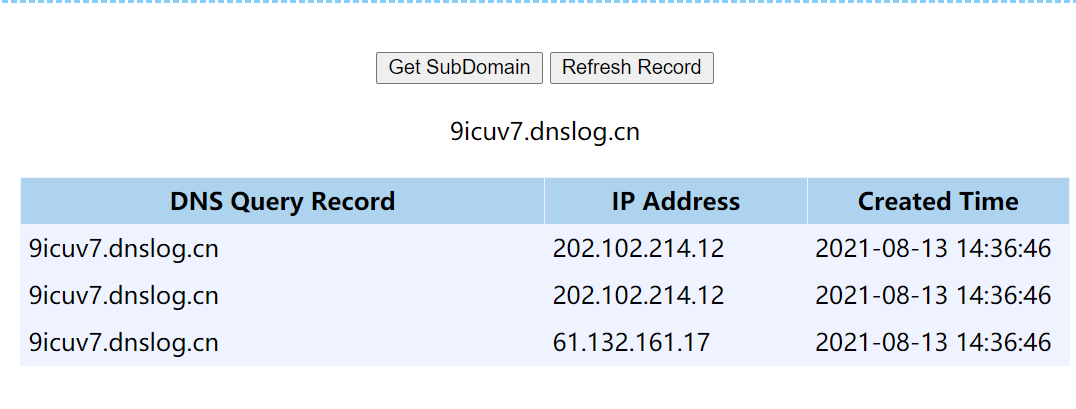 Get SubDomain Refresh Record
9icuv7.dnslog.cn
DNS Query Record IP Address Created Time
9icuv7.dnslog.cn 202.102.214.12 2021-08-13 14:36:46
9icuv7.dnslog.cn 202.102.214.12 2021-08-13 14:36:46
9icuv7.dnslog.cn 61.132.161.17 2021-08-13 14:36:46